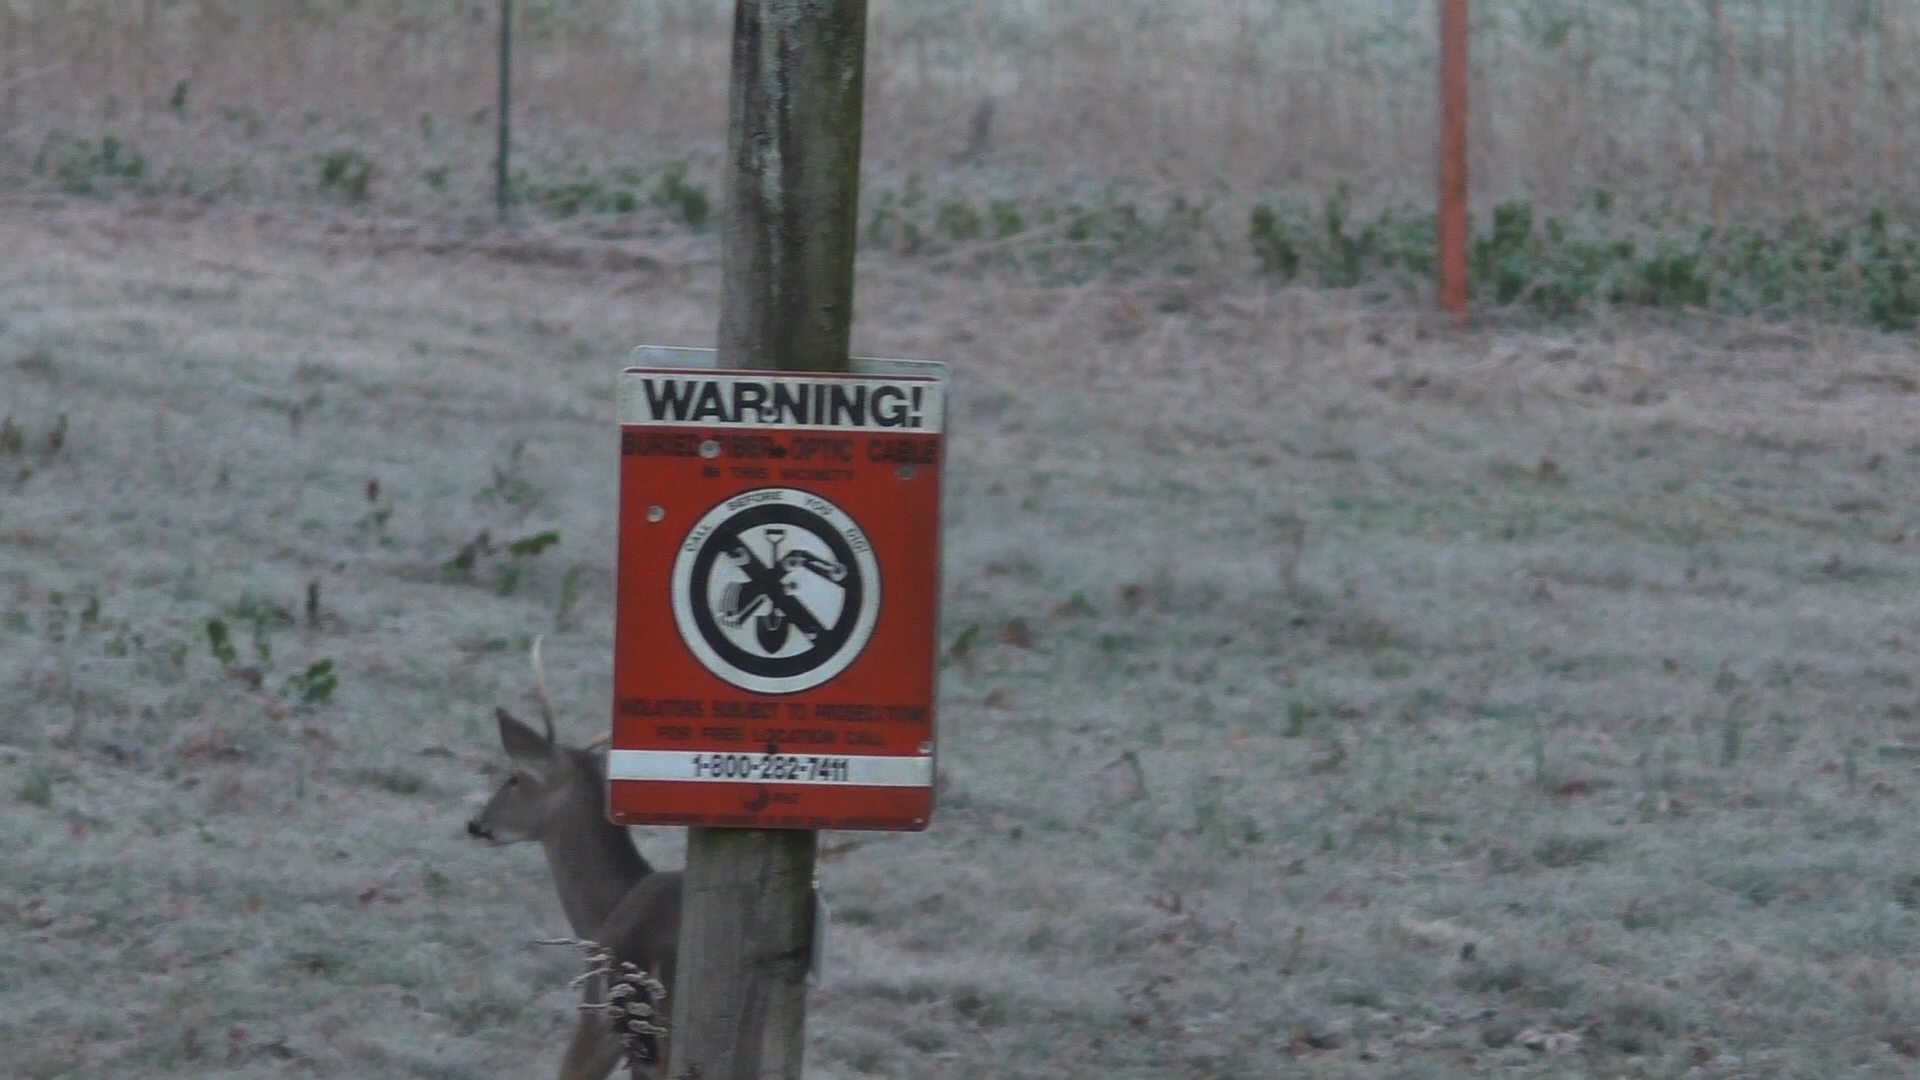 WARNING!
BURIED FIBER OPTIC CABLE
IN THIS VICINITY
CALL BEFORE YOU DIG!
VIOLATORS SUBJECT TO PROSECUTION
FOR FREE LOCATION CALL
1-800-282-7411
AT&T